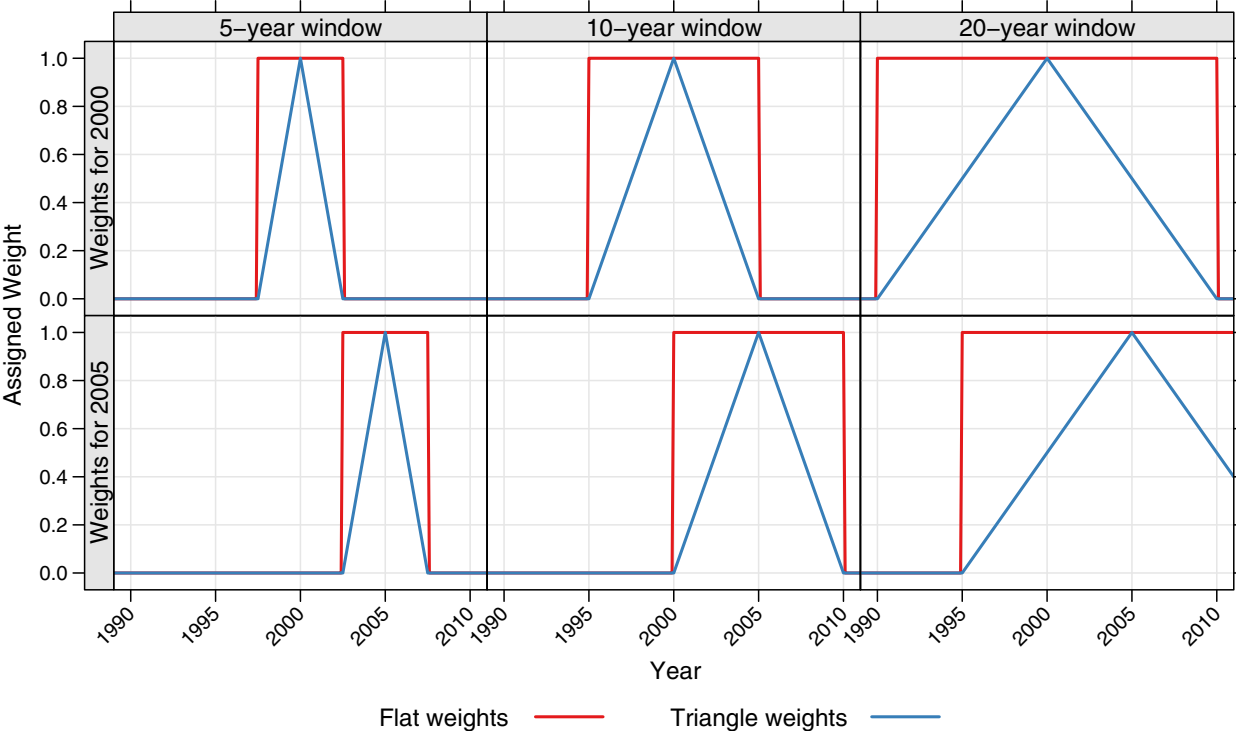 5−year window 10−year window 20−year window
Weights for 2000
1.0
0.8
0.6
0.4
0.2
0.0
Assigned Weight
Weights for 2005
1.0
0.8
0.6
0.4
0.2
0.0
1990 1995 2000 2005 2010 1990 1995 2000 2005 2010 1990 1995 2000 2005 2010
Year
Flat weights Triangle weights